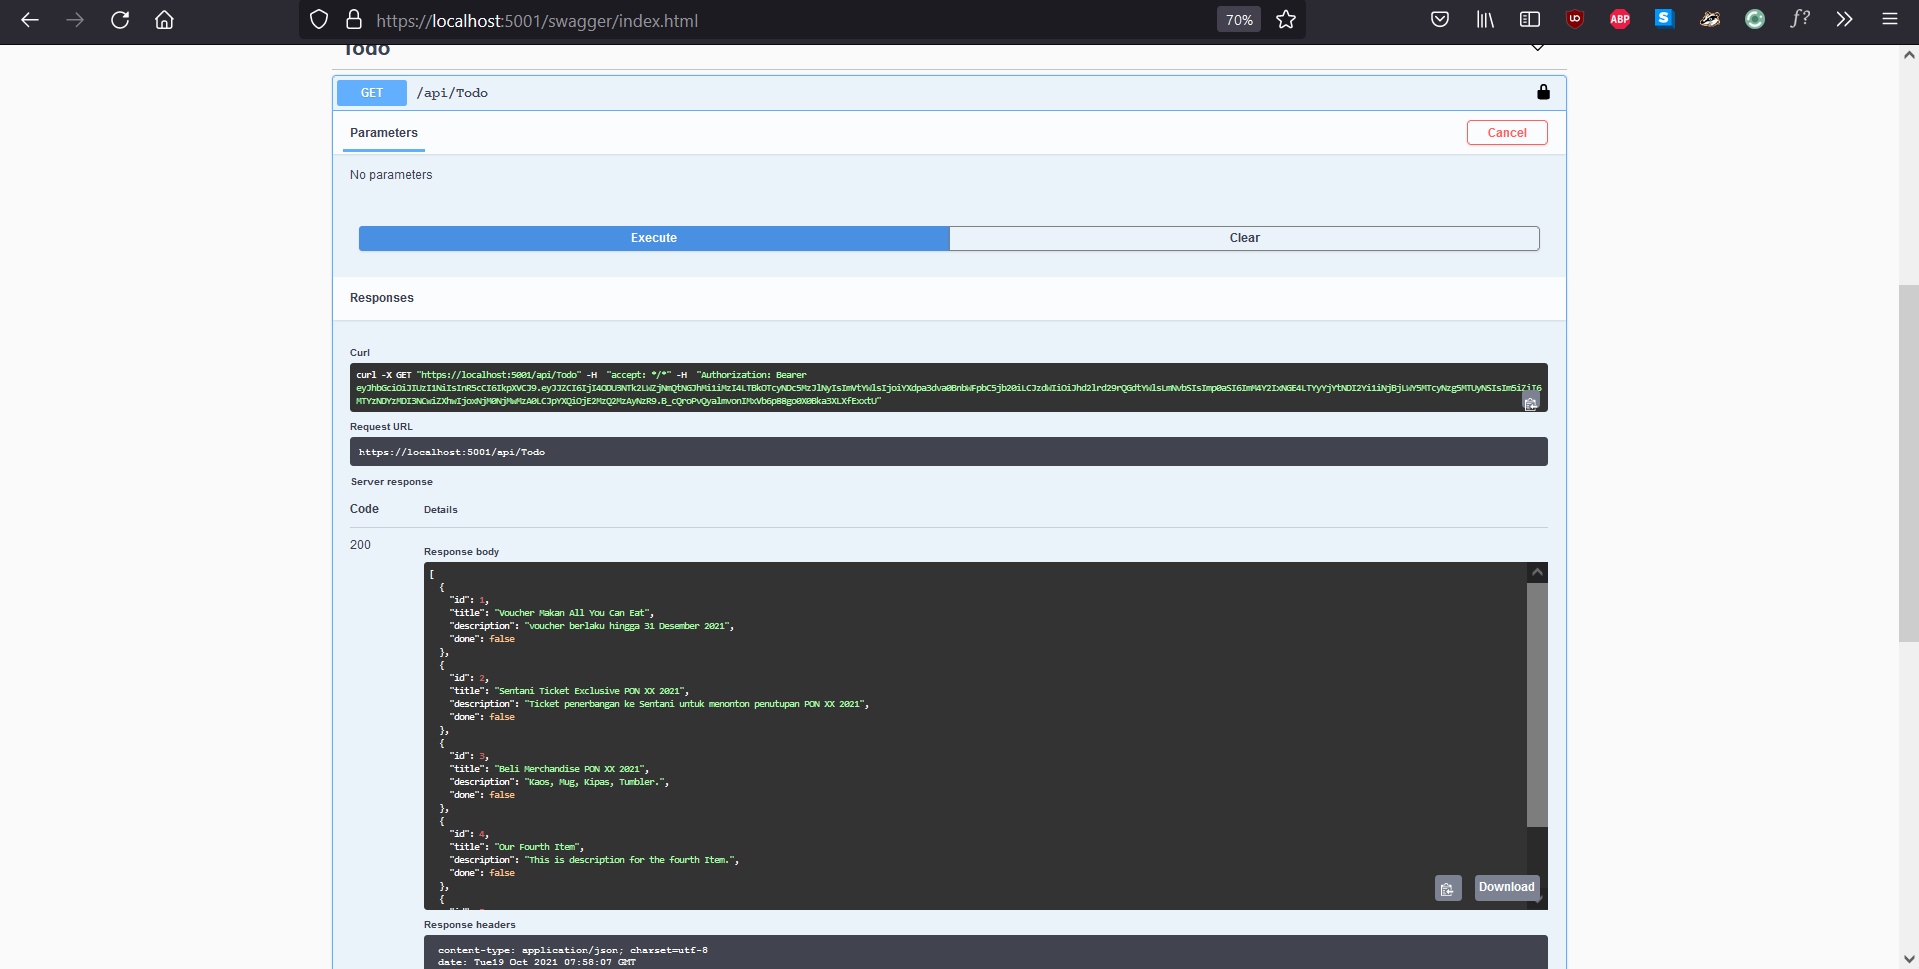 https://localhost:5001/swagger/index.html
70%
Todo
GET /api/Todo
Parameters
Cancel
No parameters
Execute
Clear
Responses
Curl
curl -X GET "https://localhost:5001/api/Todo" -H "accept: */*" -H "Authorization: Bearer
Request URL
https://localhost:5001/api/Todo
Server response
Code Details
200
Response body
[
{
"id": 1,
"title": "Voucher Makan All You Can Eat",
"description": "voucher berlaku hingga 31 Desember 2021",
"done": false
},
{
"id": 2,
"title": "Sentani Ticket Exclusive PON XX 2021",
"description": "Ticket penerbangan ke Sentani untuk menonton penutupan PON XX 2021",
"done": false
},
{
"id": 3,
"title": "Beli Merchandise PON XX 2021",
"description": "Kaos, Mug, Kipas, Tumbler.",
"done": false
},
{
"id": 4,
"title": "Our Fourth Item",
"description": "This is description for the fourth Item.",
"done": false
},
{
Download
Response headers
content-type: application/json; charset=utf-8
date: Tue19 Oct 2021 07:58:07 GMT